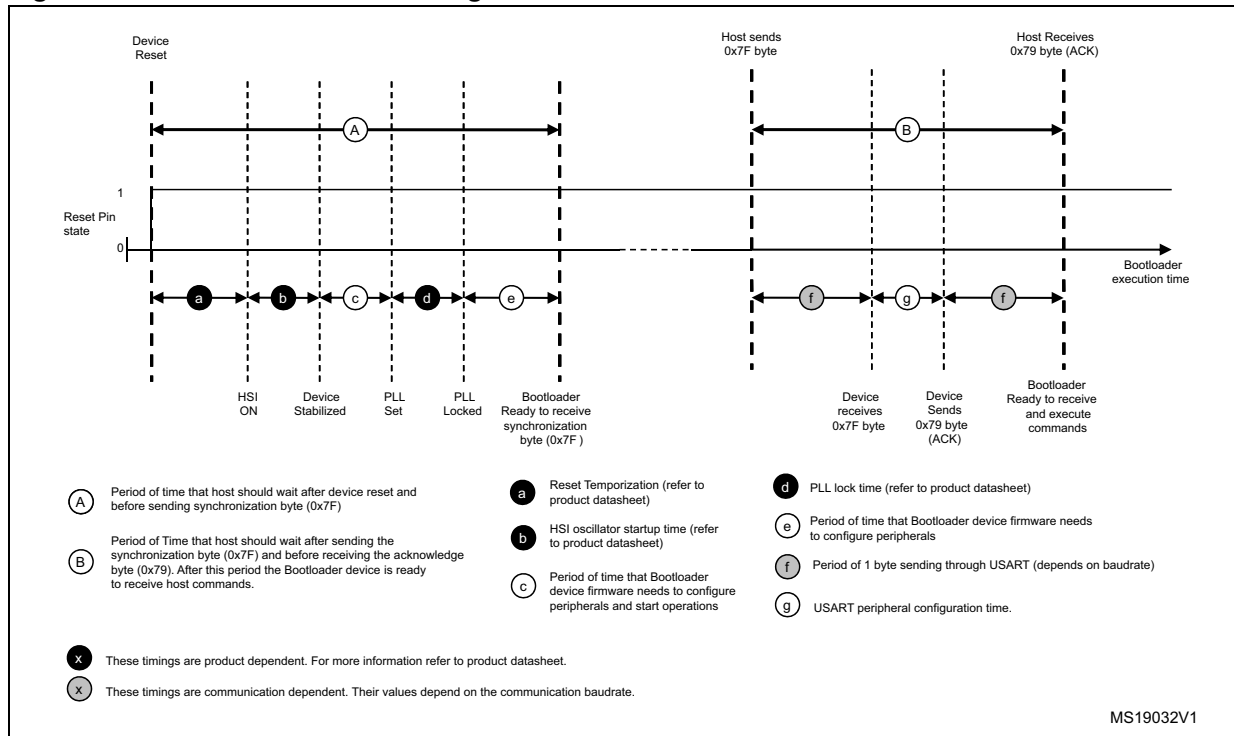 Device
Reset
Host sends
0x7F byte
Host Receives
0x79 byte (ACK)
A
B
1
Reset Pin
state
0
Bootloader
execution time
a
b
c
d
e
f
g
f
HSI
ON
Device
Stabilized
PLL
Set
PLL
Locked
Bootloader
Ready to receive
synchronization
byte (0x7F )
Device
receives
0x7F byte
Device
Sends
0x79 byte
(ACK)
Bootloader
Ready to receive
and execute
commands
A
Period of time that host should wait after device reset and
before sending synchronization byte (0x7F)
B
Period of Time that host should wait after sending the
synchronization byte (0x7F) and before receiving the acknowledge
byte (0x79). After this period the Bootloader device is ready
to receive host commands.
a
Reset Temporization (refer to
product datasheet)
b
HSI oscillator startup time (refer
to product datasheet)
c
Period of time that Bootloader
device firmware needs to configure
peripherals and start operations
d
PLL lock time (refer to product datasheet)
e
Period of time that Bootloader device firmware needs
to configure peripherals
f
Period of 1 byte sending through USART (depends on baudrate)
g
USART peripheral configuration time.
x
These timings are product dependent. For more information refer to product datasheet.
x
These timings are communication dependent. Their values depend on the communication baudrate.
MS19032V1